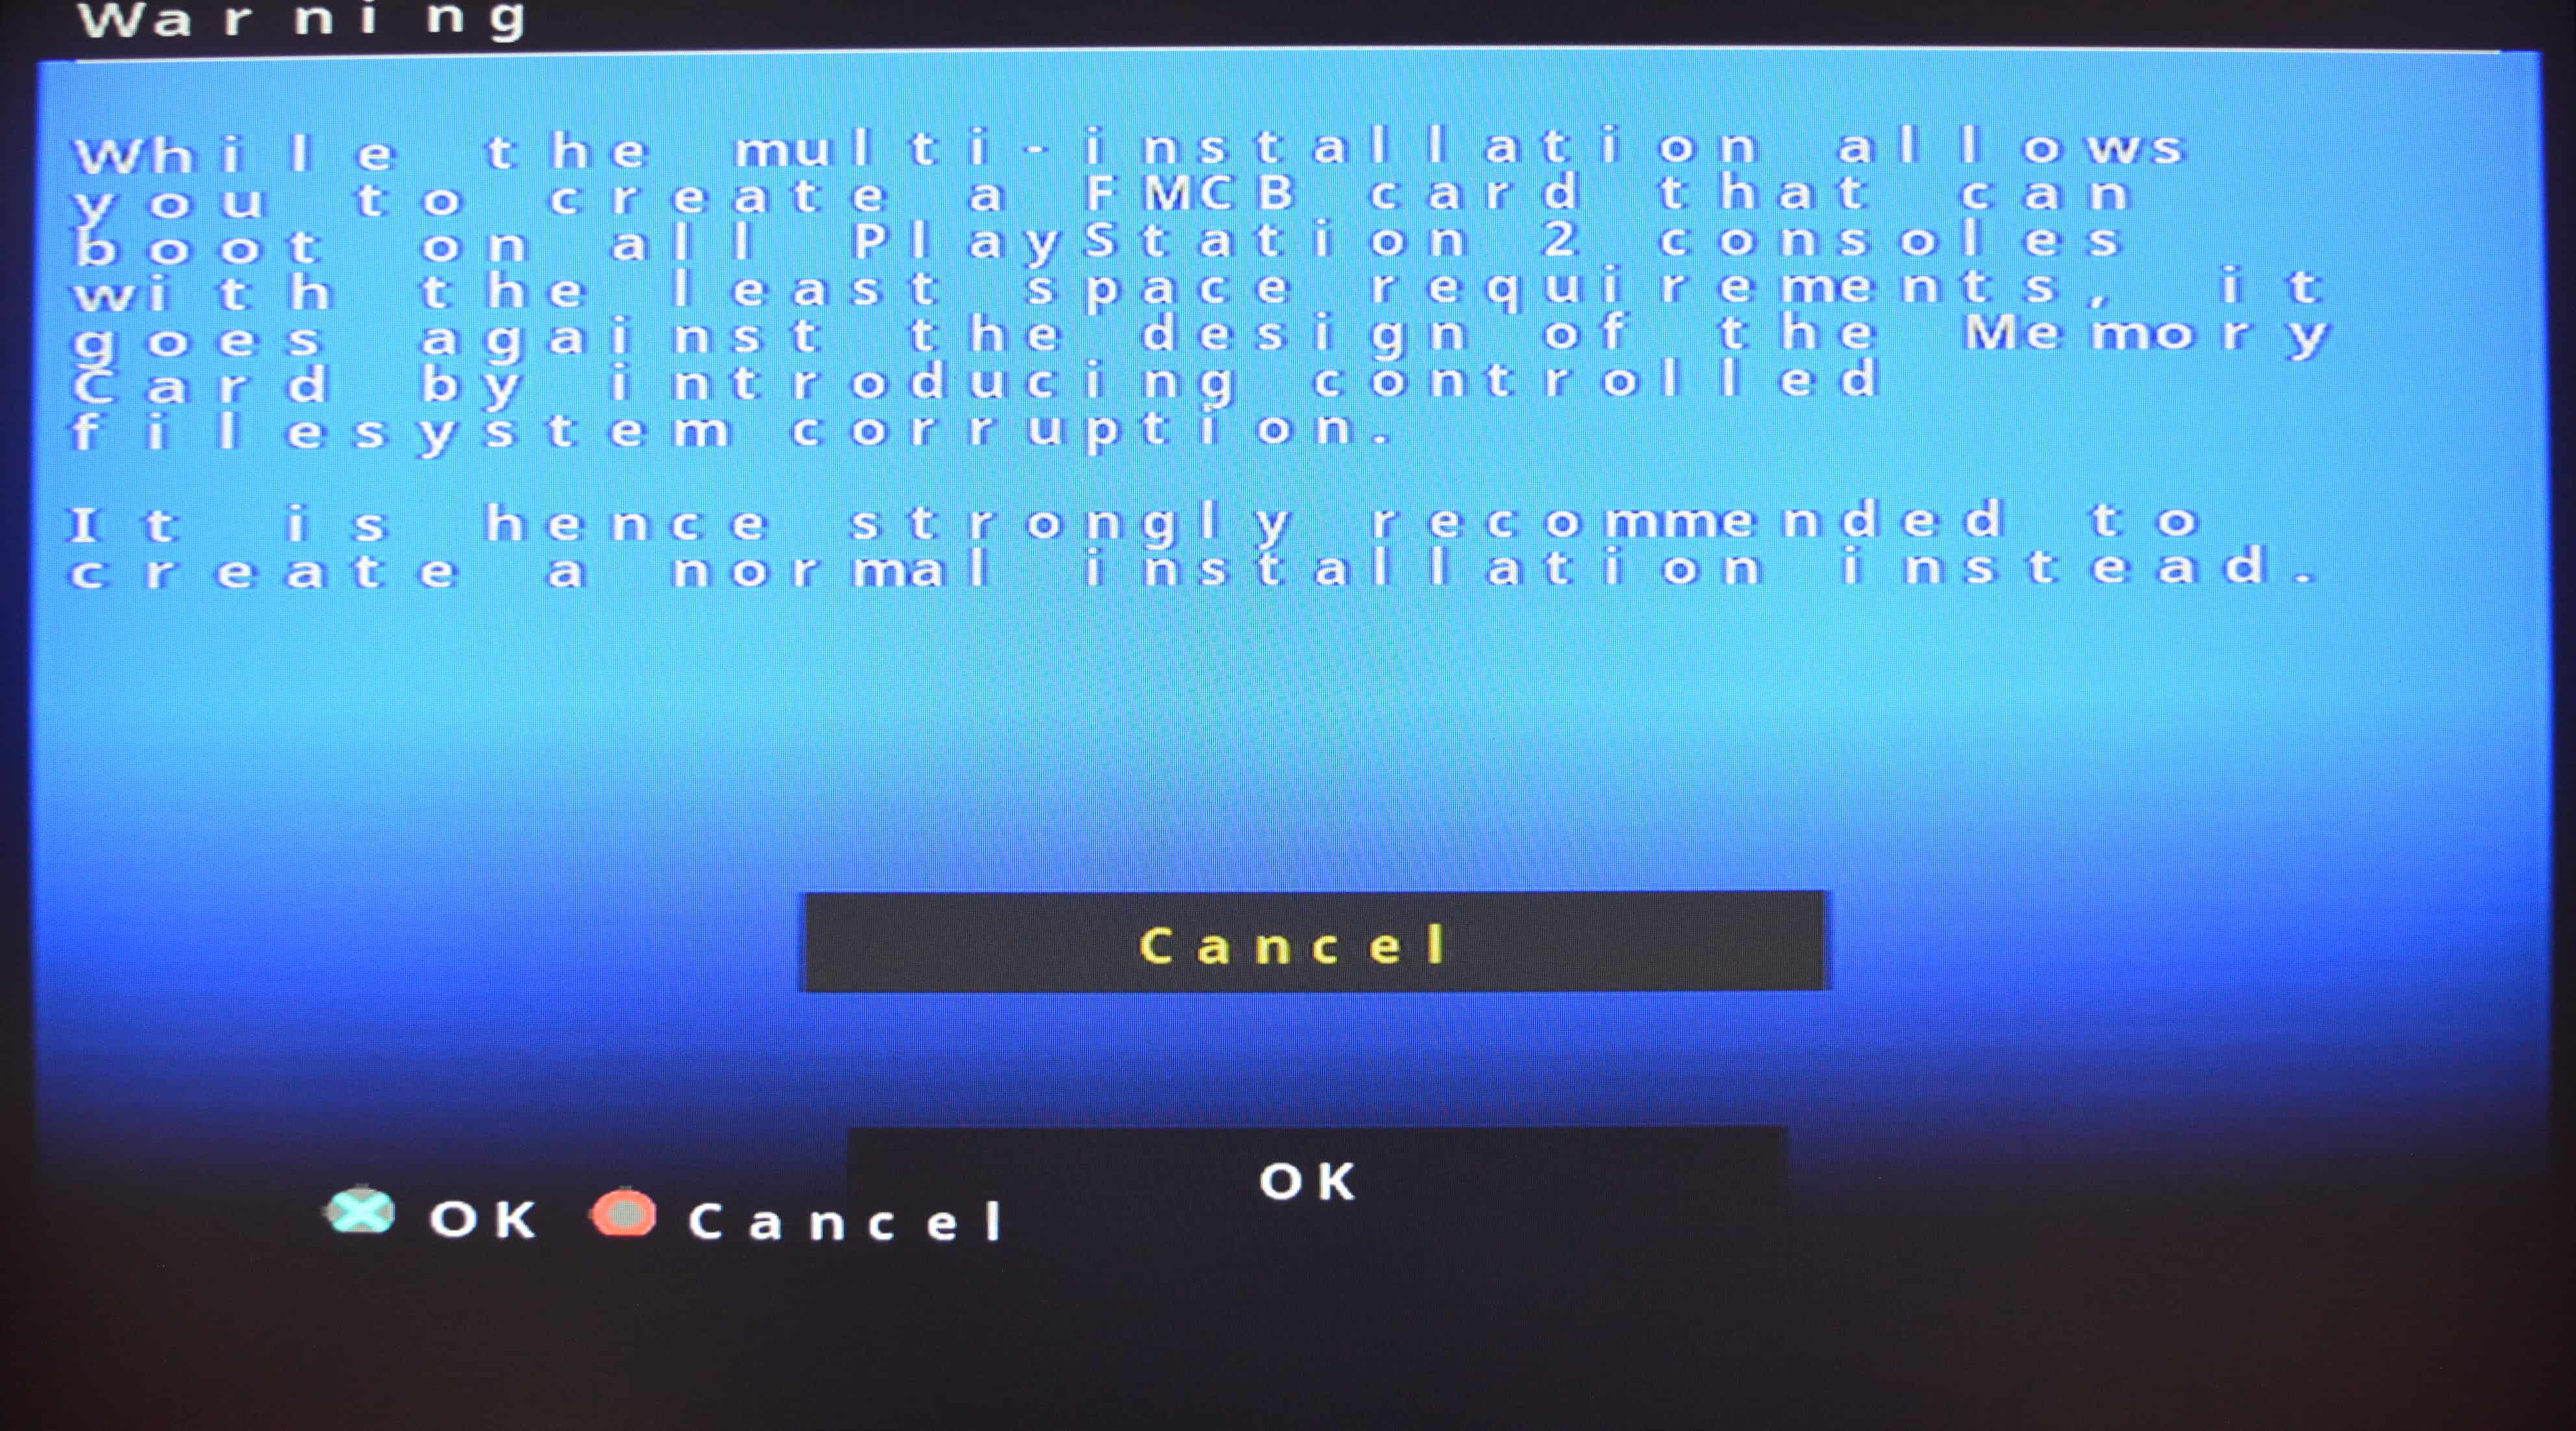 Warning
While the multi-installation allows
you to create a FMCB card that can
boot on all PlayStation 2 consoles
with the least space requirements, it
goes against the design of the Memory
Card by introducing controlled
filesystem corruption.
It is hence strongly recommended to
create a normal installation instead.
Cancel
OK
OK Cancel